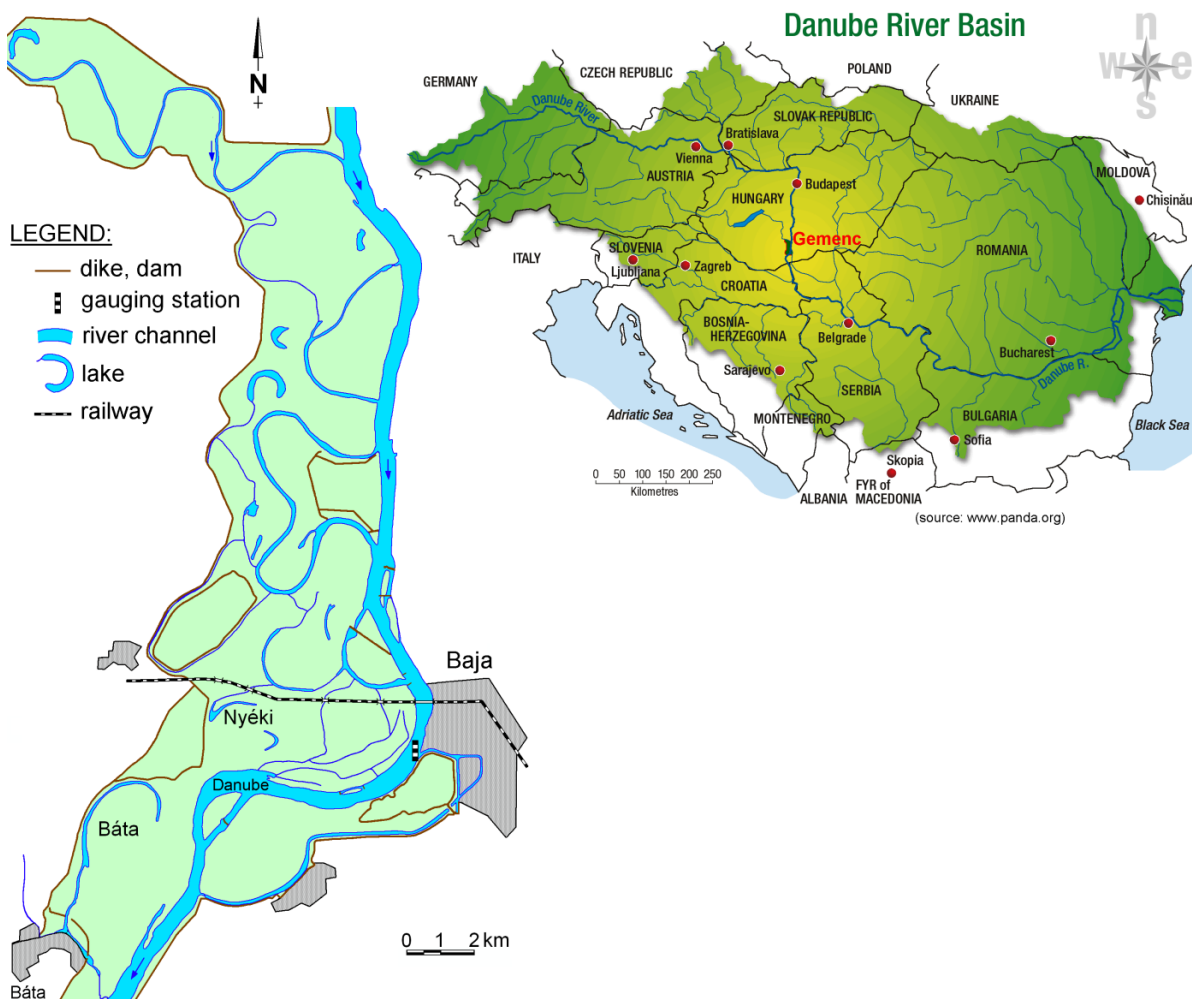 N
LEGEND:
dike, dam
gauging station
river channel
lake
railway
Baja
Nyéki
Danube
Báta
Báta
0 1 2 km
Danube River Basin
n
w e
s
GERMANY
CZECH REPUBLIC
POLAND
UKRAINE
Danube River
SLOVAK REPUBLIC
Bratislava
Vienna
AUSTRIA
Budapest
HUNGARY
MOLDOVA
Chisinău
Gemenc
ITALY
SLOVENIA
Ljubljana
Zagreb
CROATIA
ROMANIA
BOSNIA-
HERZEGOVINA
Belgrade
Bucharest
Sarajevo
Danube R.
SERBIA
Adriatic Sea
MONTENEGRO
BULGARIA
Black Sea
Sofia
Skopia
0 50 100 150 200 250
Kilometres
ALBANIA
FYR of
MACEDONIA
(source: www.panda.org)